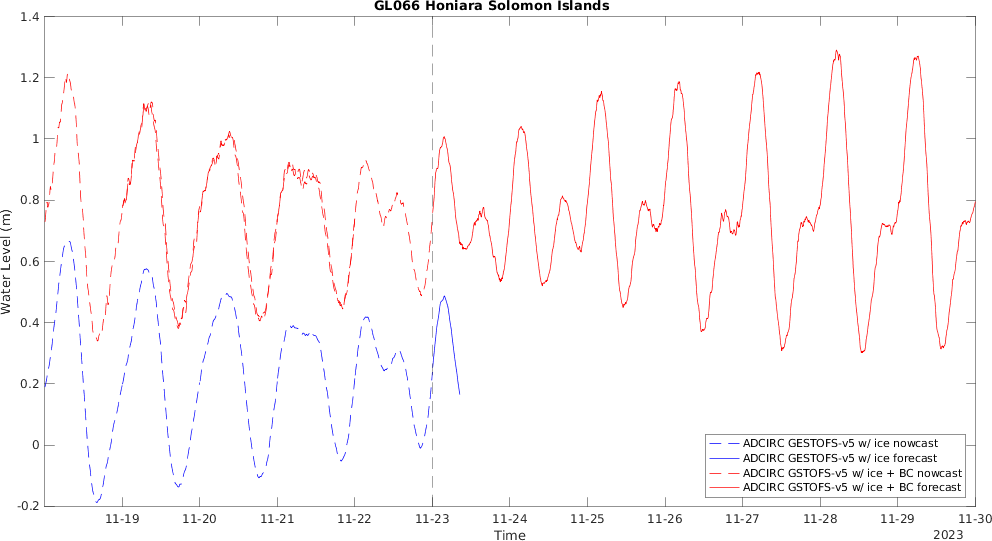 GL066 Honiara Solomon Islands
1.4
1.2
1
0.8
0.6
0.4
0.2
0
-0.2
Water Level (m)
11-19 11-20 11-21 11-22 11-23 11-24 11-25 11-26 11-27 11-28 11-29 11-30
Time
2023
ADCIRC GESTOFS-v5 w/ ice nowcast
ADCIRC GESTOFS-v5 w/ ice forecast
ADCIRC GSTOFS-v5 w/ ice + BC nowcast
ADCIRC GSTOFS-v5 w/ ice + BC forecast